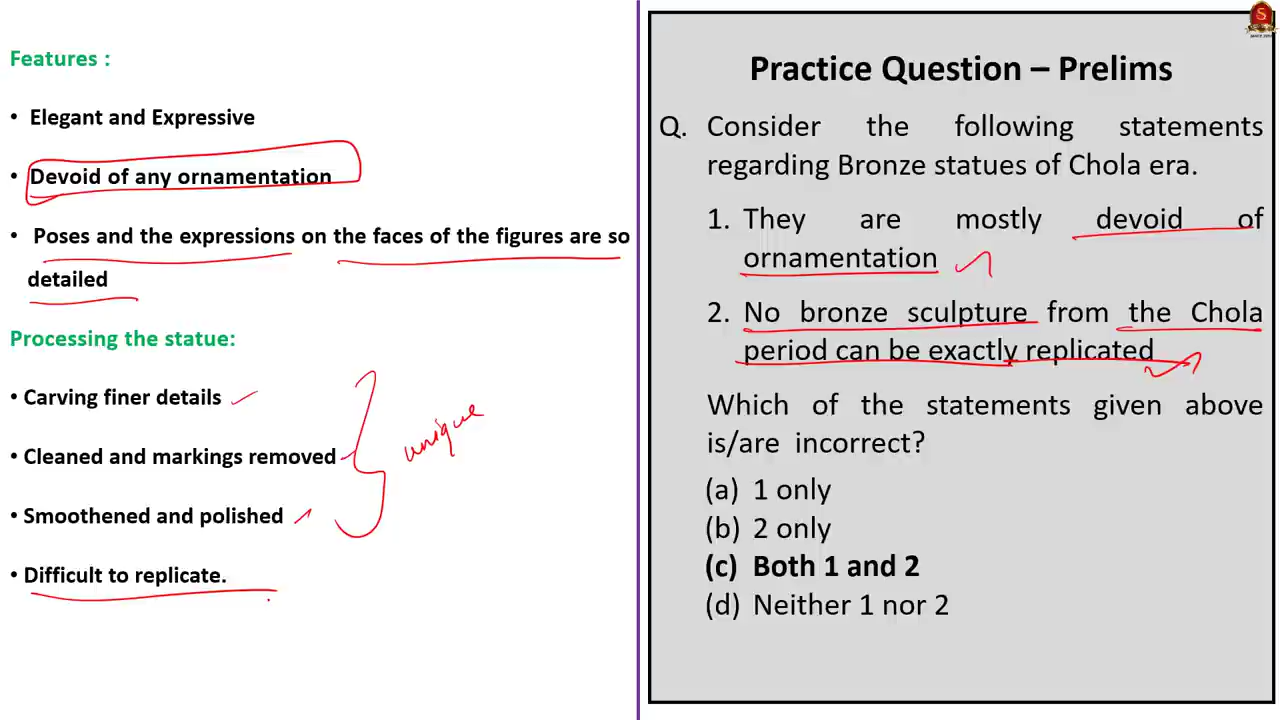 Features :
• Elegant and Expressive
• Devoid of any ornamentation
• Poses and the expressions on the faces of the figures are so
detailed
Processing the statue:
• Carving finer details
• Cleaned and markings removed
• Smoothened and polished
• Difficult to replicate.
unique
S
Practice Question – Prelims
Q. Consider the following statements
regarding Bronze statues of Chola era.
1. They are mostly devoid of
ornamentation
2. No bronze sculpture from the Chola
period can be exactly replicated
Which of the statements given above
is/are incorrect?
(a) 1 only
(b) 2 only
(c) Both 1 and 2
(d) Neither 1 nor 2